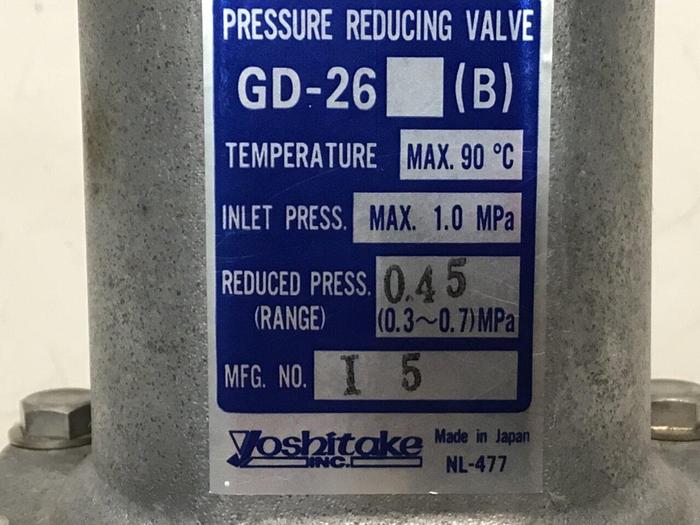 PRESSURE REDUCING VALVE
GD-26 (B)
TEMPERATURE MAX. 90 °C
INLET PRESS. MAX. 1.0 MPa
REDUCED PRESS. 0.45
(RANGE) (0.3~0.7)MPa
MFG. NO. I 5
Yoshitake INC. Made in Japan
NL-477